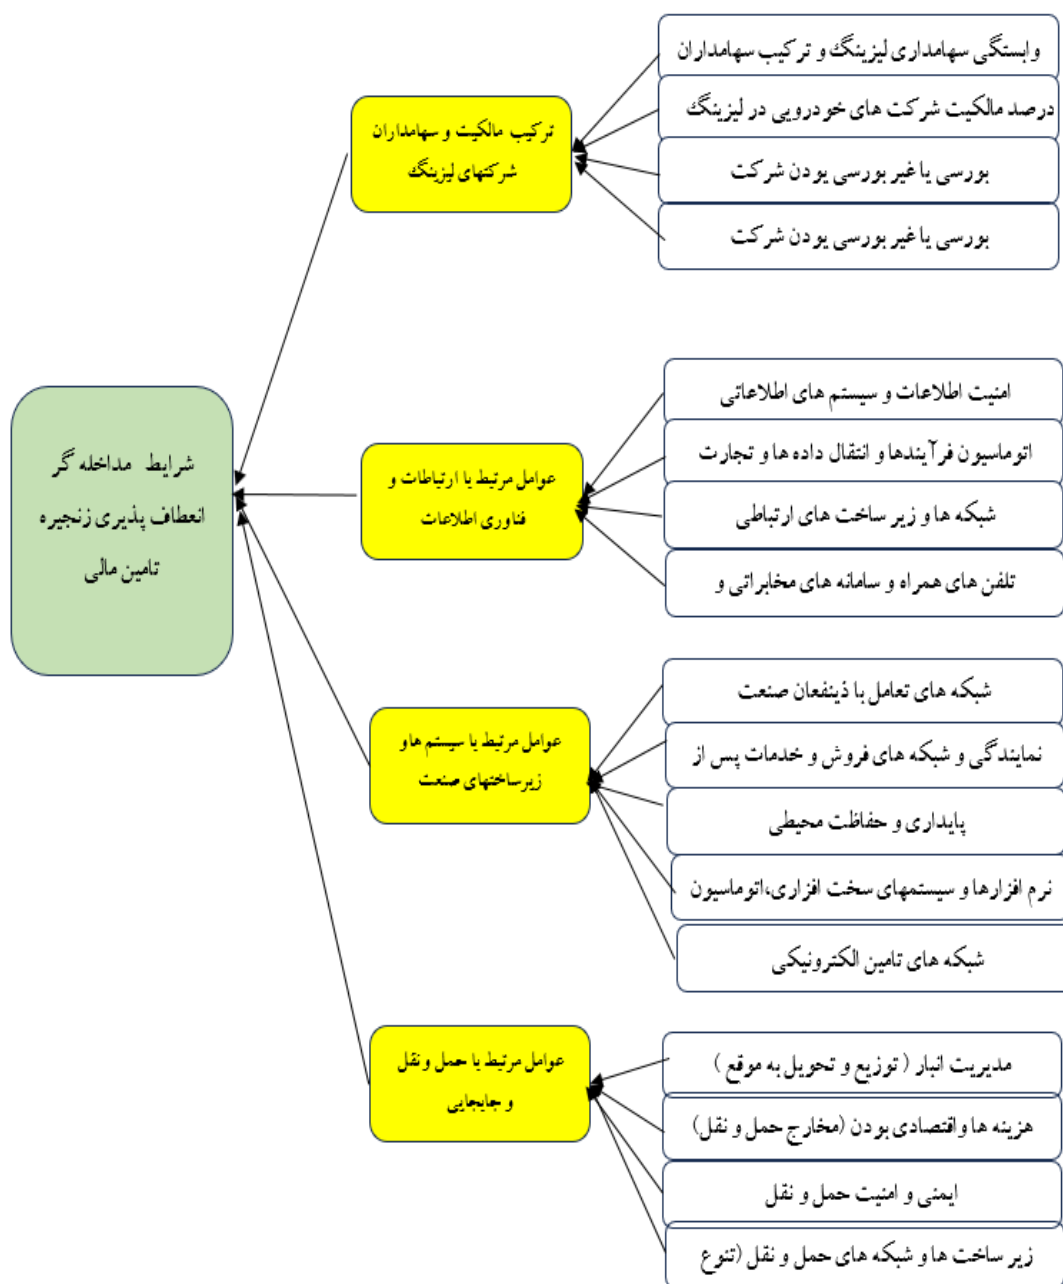 وابستگی سهامداری لیزینگ و ترکیب سهامداران
درصد مالکیت شرکت های خودرویی در لیزینگ
بورسی یا غیر بورسی بودن شرکت
بورسی یا غیر بورسی بودن شرکت
ترکیب مالکیت و سهامداران
شرکتهای لیزینگ
امنیت اطلاعات و سیستم های اطلاعاتی
اتوماسیون فرآیندها و انتقال داده ها و تجارت
شبکه ها و زیر ساخت های ارتباطی
تلفن های همراه و سامانه های مخابراتی و
عوامل مرتبط با ارتباطات و
فناوری اطلاعات
شرایط مداخله گر
انعطاف پذیری زنجیره
تامین مالی
شبکه های تعامل با ذینفعان صنعت
نمایندگی و شبکه های فروش و خدمات پس از
پایداری و حفاظت محیطی
نرم افزارها و سیستمهای سخت افزاری،اتوماسیون
شبکه های تامین الکترونیکی
عوامل مرتبط با سیستم هاو
زیرساختهای صنعت
مدیریت انبار ( توزیع و تحویل به موقع )
هزینه ها واقتصادی بودن (مخارج حمل و نقل)
ایمنی و امنیت حمل و نقل
زیر ساخت ها و شبکه های حمل و نقل (تنوع
عوامل مرتبط با حمل و نقل
و جابجایی